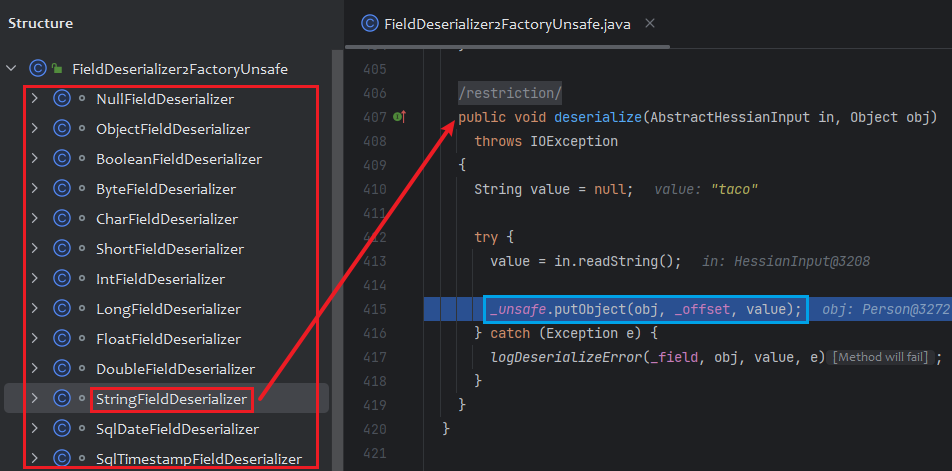 Structure
FieldDeserializer2FactoryUnsafe
NullFieldDeserializer
ObjectFieldDeserializer
BooleanFieldDeserializer
ByteFieldDeserializer
CharFieldDeserializer
ShortFieldDeserializer
IntFieldDeserializer
LongFieldDeserializer
FloatFieldDeserializer
DoubleFieldDeserializer
StringFieldDeserializer
SqlDateFieldDeserializer
SqlTimestampFieldDeserializer
FieldDeserializer2FactoryUnsafe.java
405
406 /restriction/
407 public void deserialize(AbstractHessianInput in, Object obj)
408 throws IOException
409 {
410 String value = null; value: "taco"
411
412 try {
413 value = in.readString(); in: HessianInput@3208
414
415 _unsafe.putObject(obj, _offset, value); obj: Person@3272
416 } catch (Exception e) {
417 logDeserializeError(_field, obj, value, e) [Method will fail] ;
418 }
419 }
420 }
421